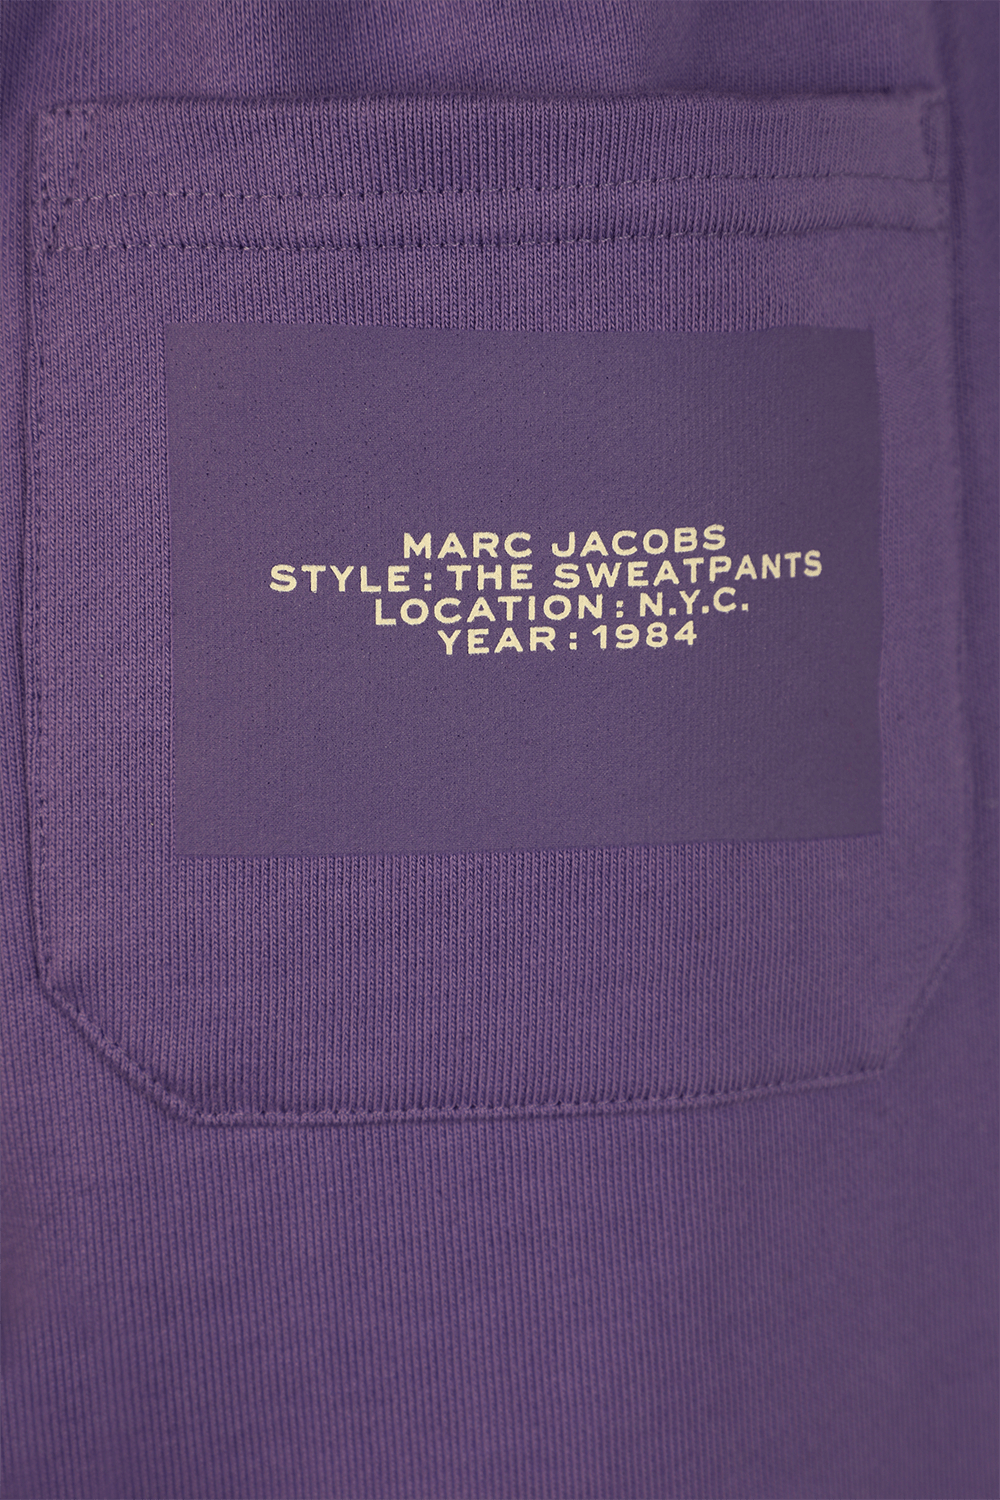 MARC JACOBS
STYLE : THE SWEATPANTS
LOCATION : N.Y.C.
YEAR : 1984